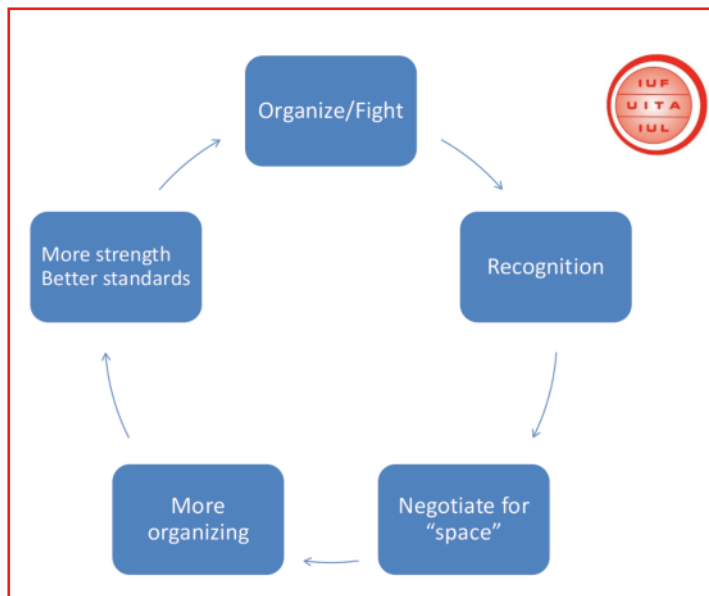 Organize/Fight
IUF
UITA
IUL
More strength
Better standards
Recognition
More
organizing
Negotiate for
“space”